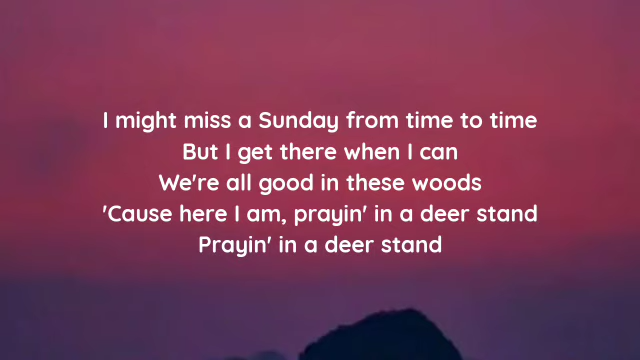 I might miss a Sunday from time to time
But I get there when I can
We're all good in these woods
'Cause here I am, prayin' in a deer stand
Prayin' in a deer stand